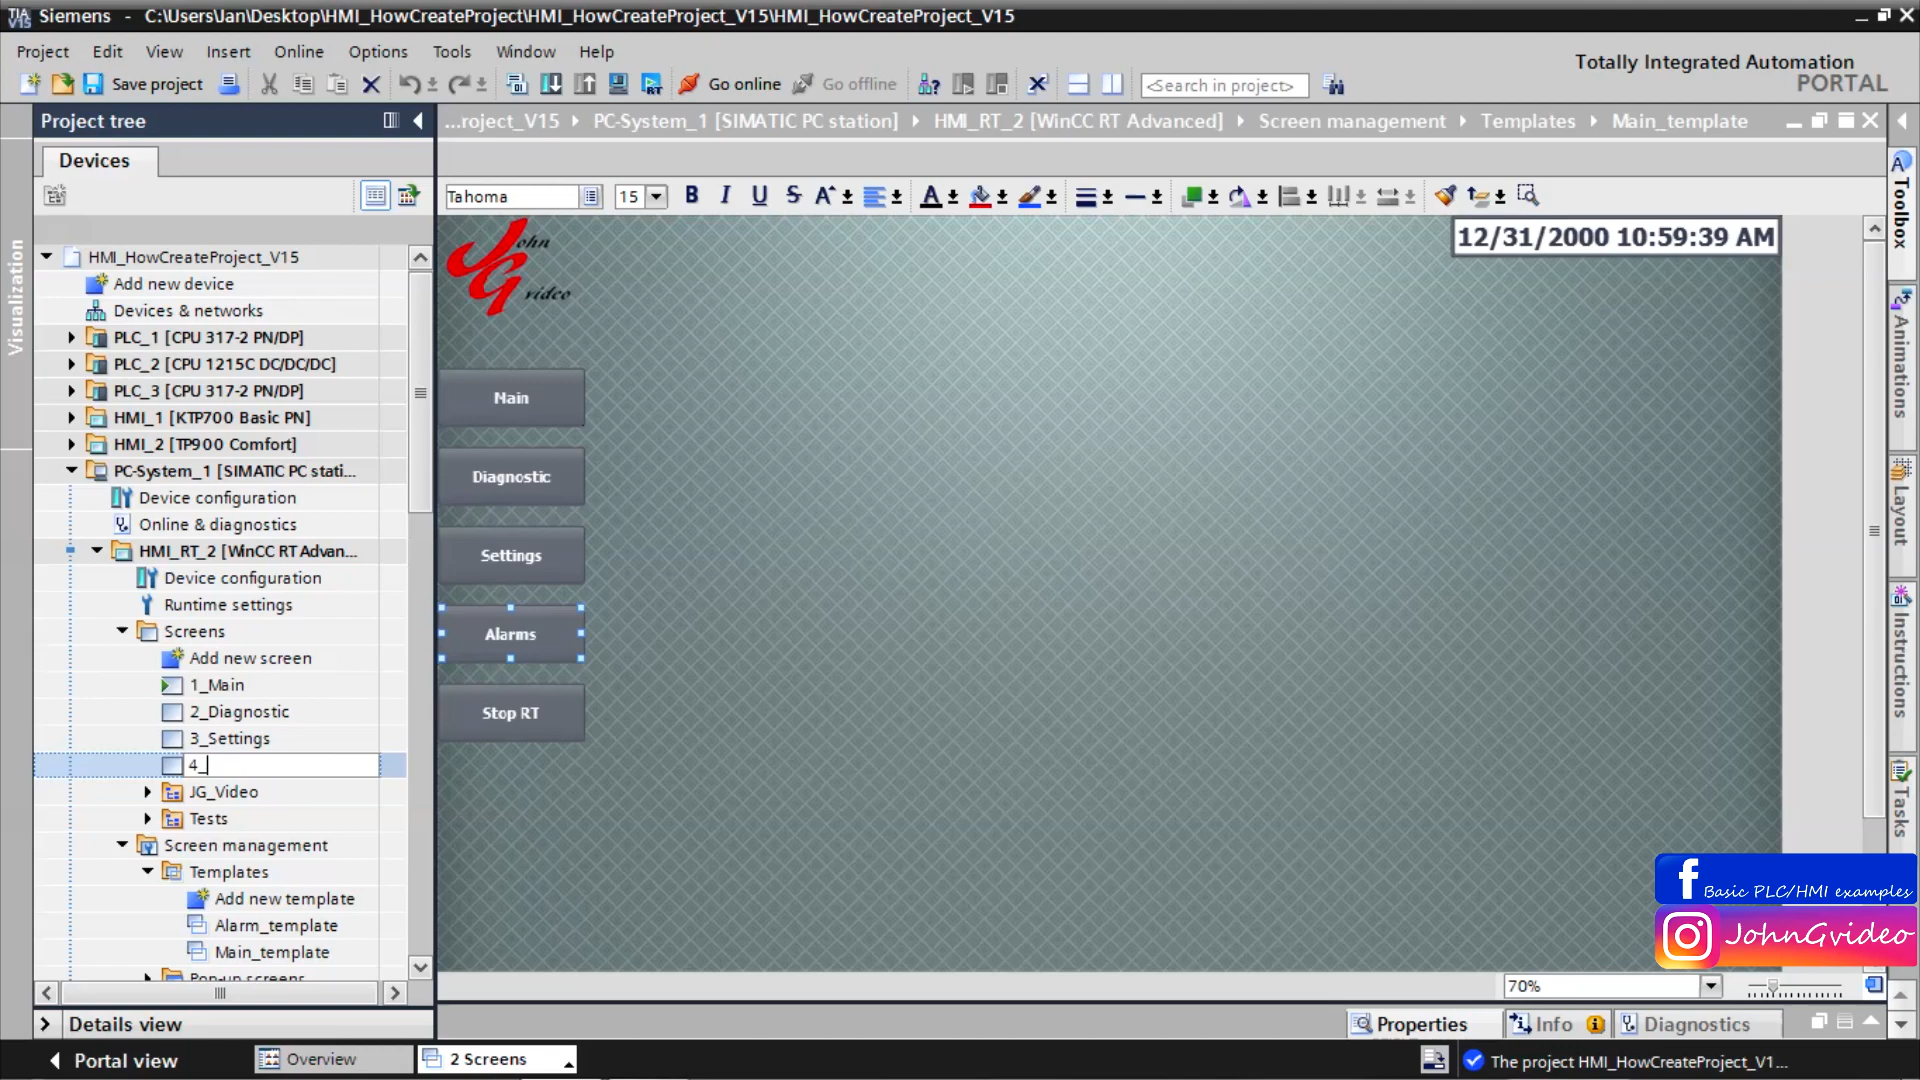 TIA V15 Siemens - C:\Users\Jan\Desktop\HMI_HowCreateProject\HMI_HowCreateProject_V15\HMI_HowCreateProject_V15
Project Edit View Insert Online Options Tools Window Help
Totally Integrated Automation
PORTAL
Save project Go online Go offline <Search in project>
Project tree
...roject_V15 PC-System_1 [SIMATIC PC station] HMI_RT_2 [WinCC RT Advanced] Screen management Templates Main_template
Devices
Tahoma 15 B I U S
Visualization
HMI_HowCreateProject_V15
Add new device
Devices & networks
PLC_1 [CPU 317-2 PN/DP]
PLC_2 [CPU 1215C DC/DC/DC]
PLC_3 [CPU 317-2 PN/DP]
HMI_1 [KTP700 Basic PN]
HMI_2 [TP900 Comfort]
PC-System_1 [SIMATIC PC stati...
Device configuration
Online & diagnostics
HMI_RT_2 [WinCC RT Advan...
Device configuration
Runtime settings
Screens
Add new screen
1_Main
2_Diagnostic
3_Settings
4_
JG_Video
Tests
Screen management
Templates
Add new template
Alarm_template
Main_template
Pop-up screens
Details view
John
G
video
12/31/2000 10:59:39 AM
Main
Diagnostic
Settings
Alarms
Stop RT
Toolbox
Animations
Layout
Instructions
Tasks
Basic PLC/HMI examples
JohnGvideo
70%
Properties Info Diagnostics
Portal view Overview 2 Screens The project HMI_HowCreateProject_V1...